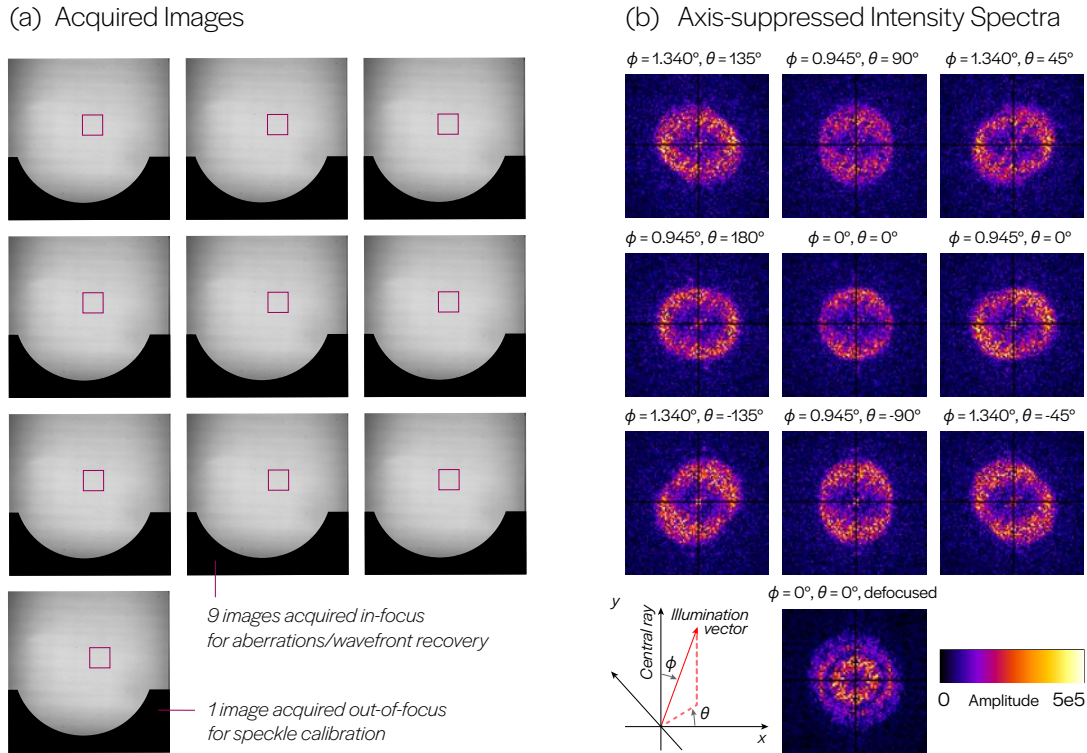 (a) Acquired Images
(b) Axis-suppressed Intensity Spectra
ϕ = 1.340°, θ = 135°
ϕ = 0.945°, θ = 90°
ϕ = 1.340°, θ = 45°
ϕ = 0.945°, θ = 180°
ϕ = 0°, θ = 0°
ϕ = 0.945°, θ = 0°
ϕ = 1.340°, θ = -135°
ϕ = 0.945°, θ = -90°
ϕ = 1.340°, θ = -45°
9 images acquired in-focus
for aberrations/wavefront recovery
1 image acquired out-of-focus
for speckle calibration
y
Central ray
Illumination
vector
ϕ
θ
x
ϕ = 0°, θ = 0°, defocused
0 Amplitude 5e5